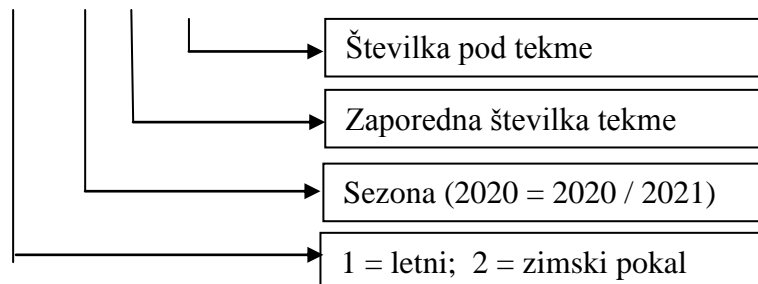 Številka pod tekme
Zaporedna številka tekme
Sezona (2020 = 2020 / 2021)
1 = letni; 2 = zimski pokal